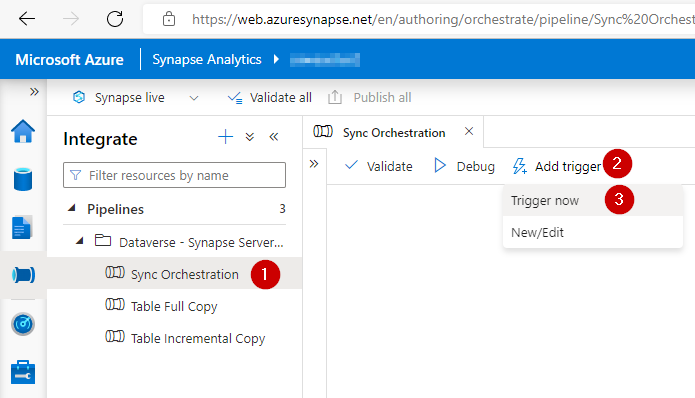 https://web.azuresynapse.net/en/authoring/orchestrate/pipeline/Sync%20Orchest
Microsoft Azure
Synapse Analytics
»
Synapse live
Validate all
Publish all
Integrate
Sync Orchestration
Filter resources by name
Validate
Debug
Add trigger
2
Pipelines
3
Trigger now
3
Dataverse - Synapse Server...
New/Edit
Sync Orchestration
1
Table Full Copy
Table Incremental Copy